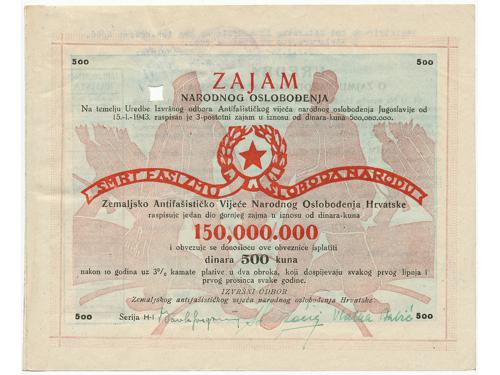 500
500
ZAJAM
NARODNOG OSLOBOĐENJA
Na temelju Uredbe Izvršnog odbora Antifašističkog vijeća narodnog oslobođenja Jugoslavije od
15.-I.-1943. raspisan je 3-postotni zajam u iznosu od dinara-kuna 500,000.000.
SMRT FAŠIZMU SLOBODA NARODU
Zemaljsko Antifašističko Vijeće Narodnog Oslobođenja Hrvatske
raspisuje jedan dio gornjeg zajma u iznosu od dinara-kuna
150,000.000
i obvezuje se donosiocu ove obveznice isplatiti
dinara 500 kuna
nakon 10 godina uz 3% kamate plative u dva obroka, koji dospijevaju svakog prvog lipnja i
prvog prosinca svake godine.
IZVRŠNI ODBOR
Zemaljskog antifašističkog vijeća narodnog oslobođenja Hrvatske:
500
Serija H-I
500